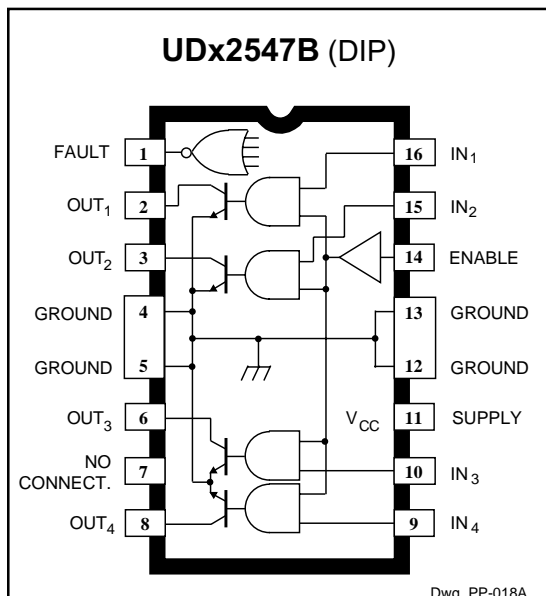 UDx2547B (DIP)
FAULT 1
16 IN1
OUT1 2
15 IN2
OUT2 3
14 ENABLE
GROUND 4
13 GROUND
GROUND 5
12 GROUND
OUT3 6
VCC 11 SUPPLY
NO
CONNECT. 7
10 IN3
OUT4 8
9 IN4
Dwg. PP-018A